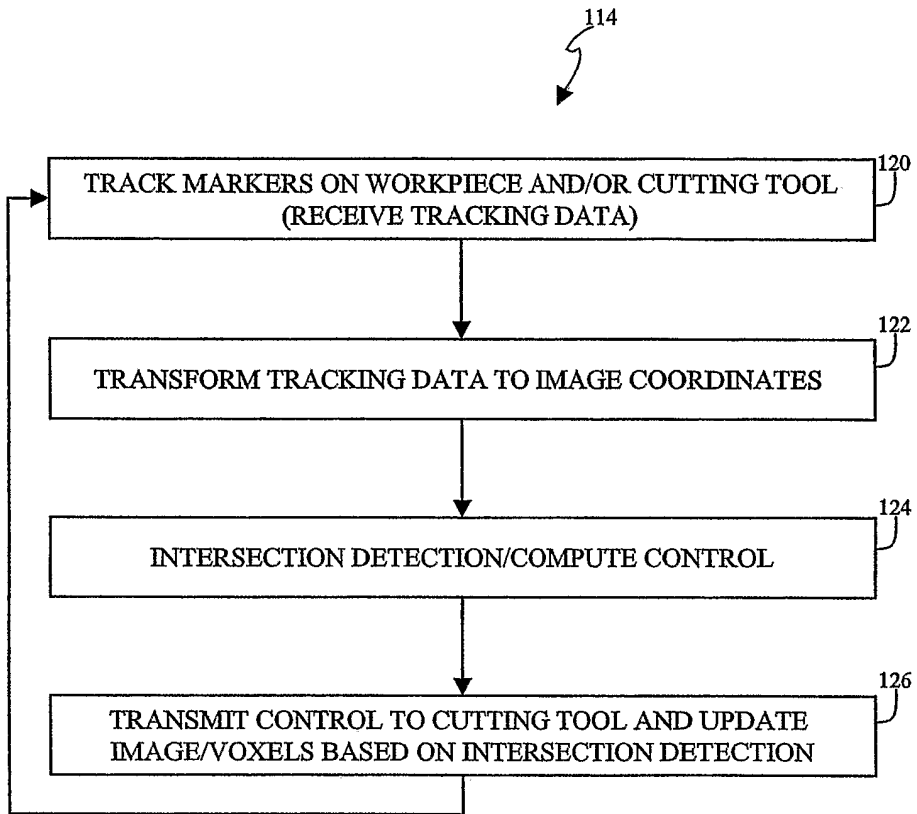 114
120
TRACK MARKERS ON WORKPIECE AND/OR CUTTING TOOL
(RECEIVE TRACKING DATA)
122
TRANSFORM TRACKING DATA TO IMAGE COORDINATES
124
INTERSECTION DETECTION/COMPUTE CONTROL
126
TRANSMIT CONTROL TO CUTTING TOOL AND UPDATE
IMAGE/VOXELS BASED ON INTERSECTION DETECTION